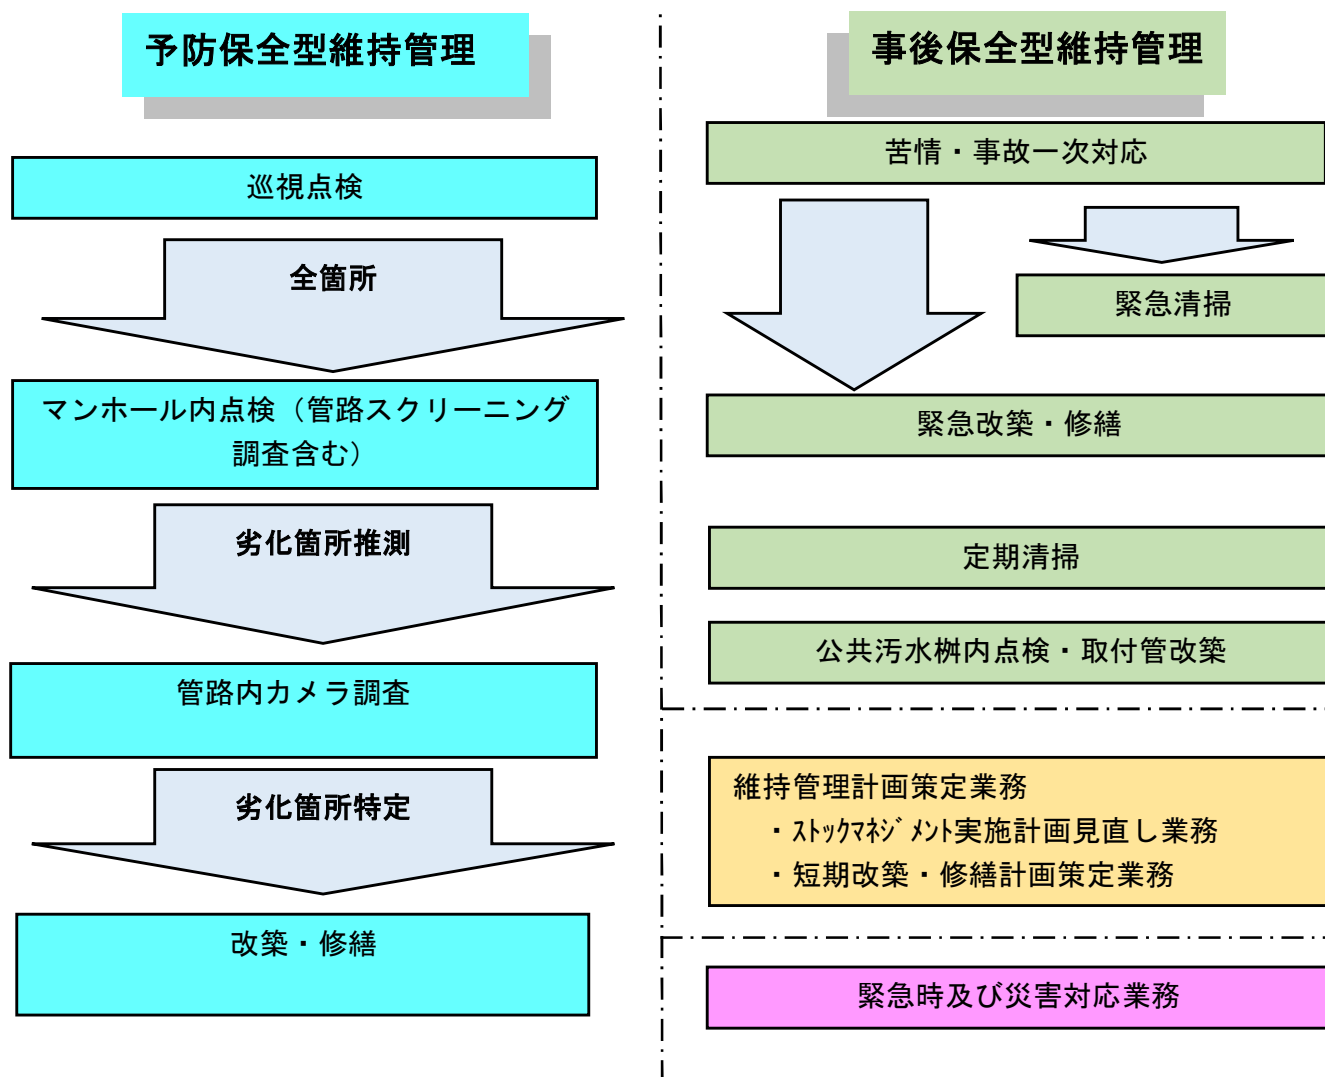 予防保全型維持管理
巡視点検
全箇所
マンホール内点検（管路スクリーニング
調査含む）
劣化箇所推測
管路内カメラ調査
劣化箇所特定
改築・修繕
事後保全型維持管理
苦情・事故一次対応
緊急清掃
緊急改築・修繕
定期清掃
公共汚水桝内点検・取付管改築
維持管理計画策定業務
・ｽﾄｯｸﾏﾈｼﾞﾒﾝﾄ実施計画見直し業務
・短期改築・修繕計画策定業務
緊急時及び災害対応業務